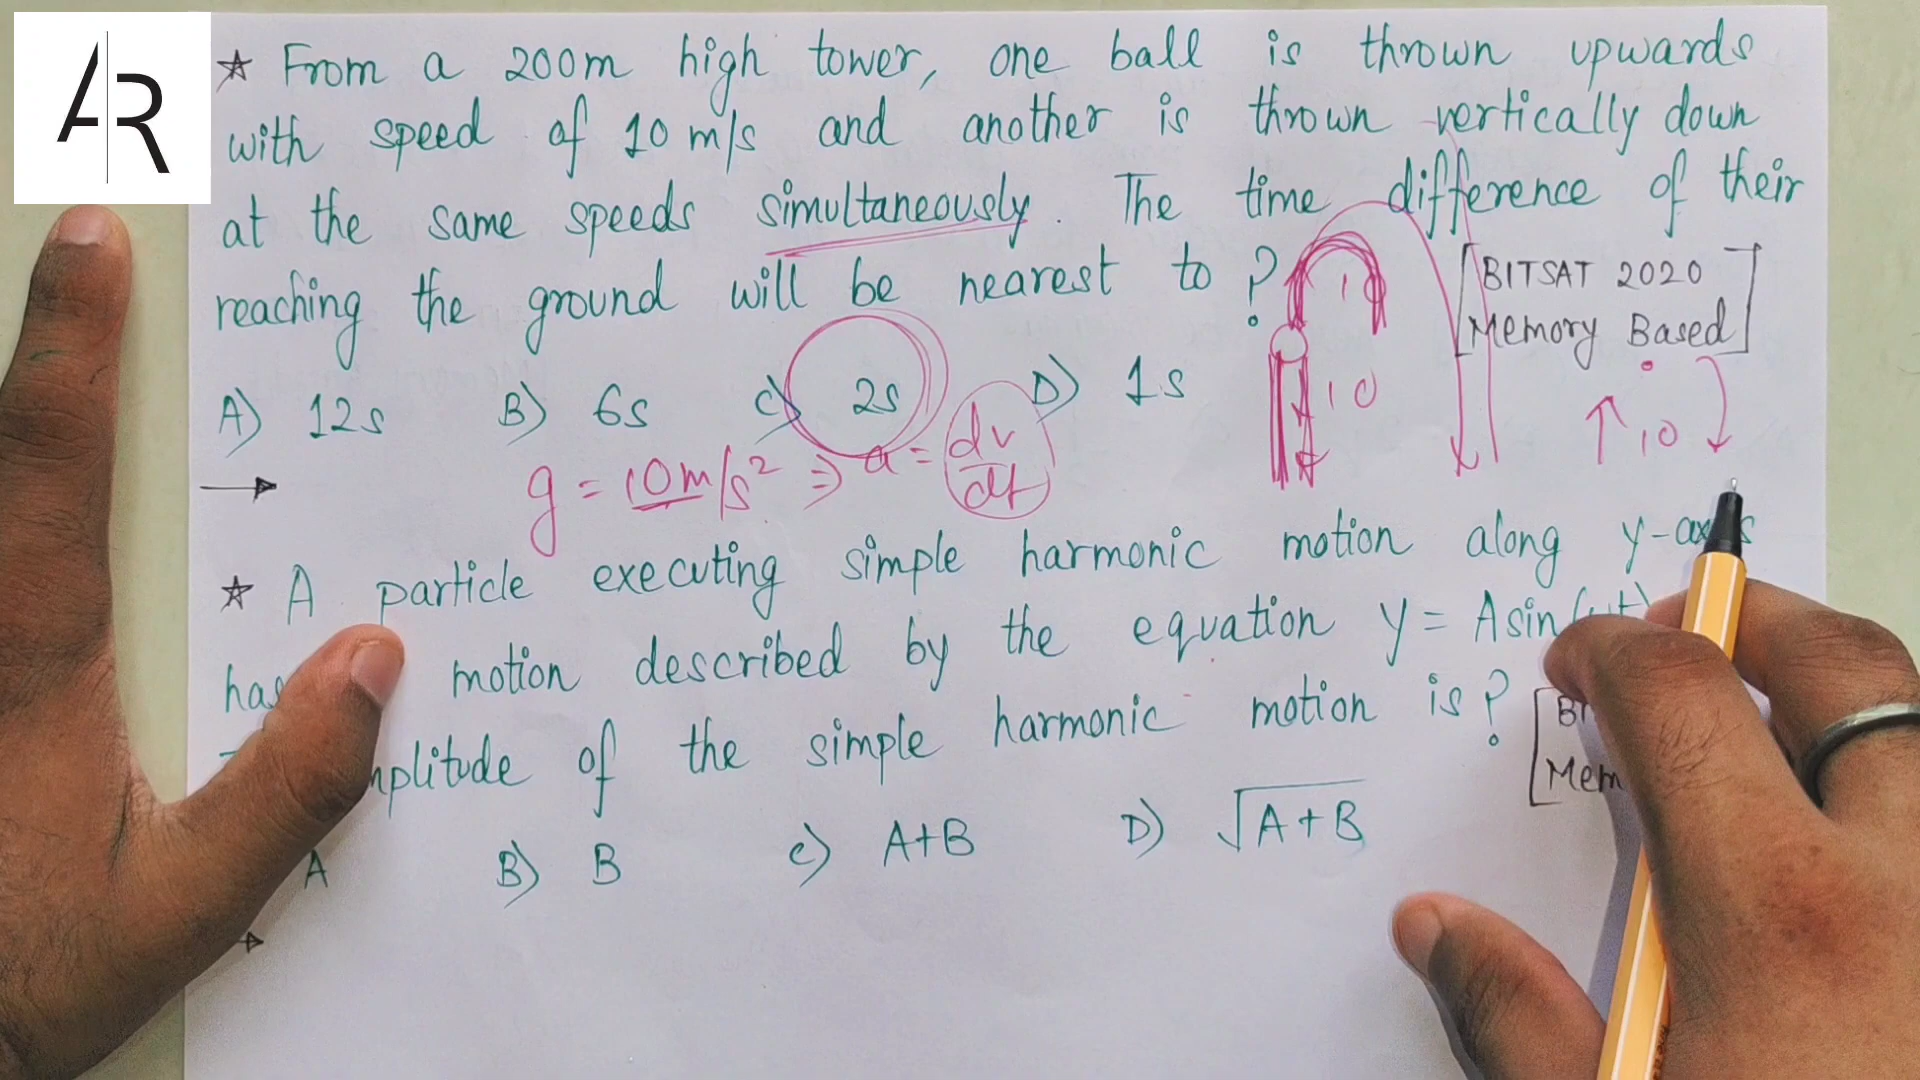 AR
★ From a 200m high tower, one ball is thrown upwards
with speed of 10 m/s and another is thrown vertically down
at the same speeds simultaneously. The time difference of their
reaching the ground will be nearest to ?
[BITSAT 2020
Memory Based]
10
10
A) 12s B) 6s C) 2s D) 1s
↑ 10
→ g = 10m/s² ⇒ a = dv/dt
★ A particle executing simple harmonic motion along y-axis
has motion described by the equation y = A sin
amplitude of the simple harmonic motion is?
A B) B C) A+B D) √A+B